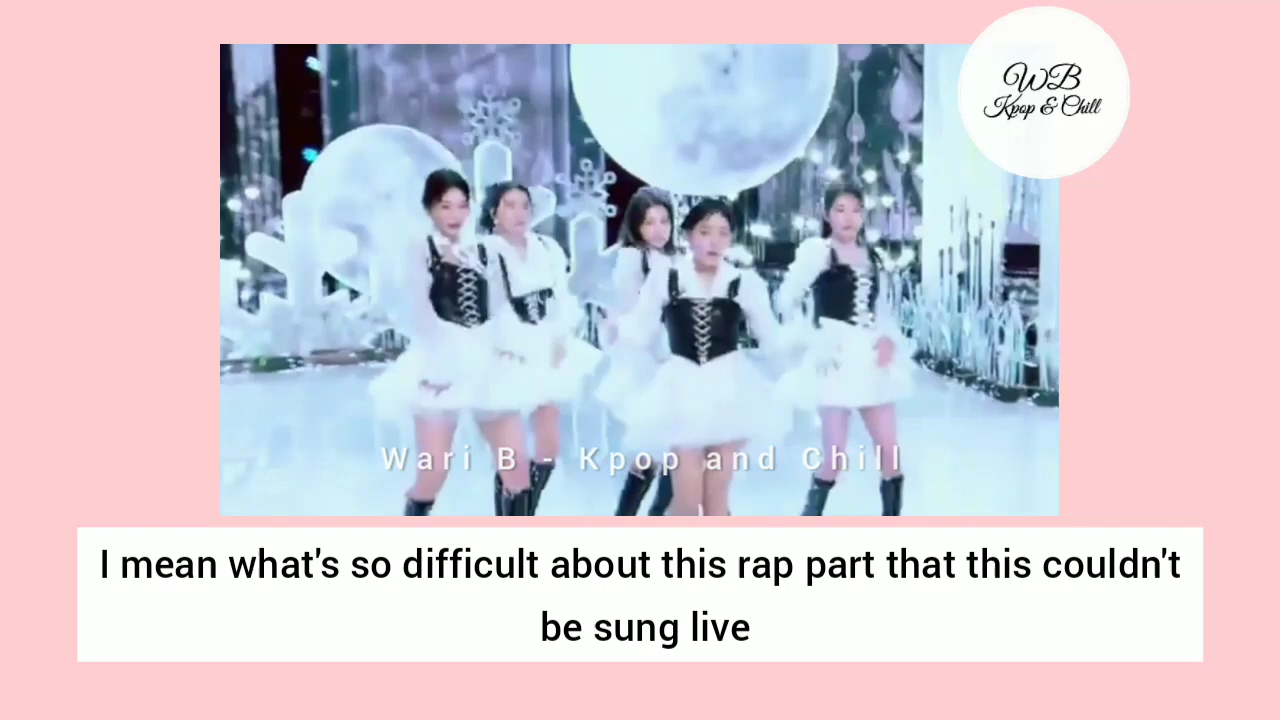 WB
Kpop & Chill
Wari B - Kpop and Chill
I mean what's so difficult about this rap part that this couldn't
be sung live